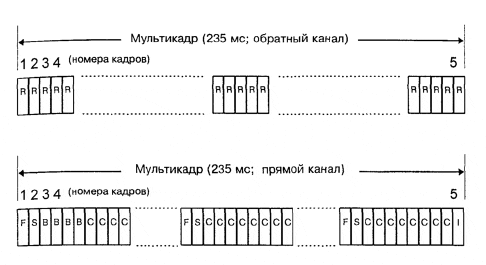 Мультикадр (235 мс; обратный канал)
1 2 3 4 (номера кадров) 5
R R R R R R R R R R R R R R R
Мультикадр (235 мс; прямой канал)
1 2 3 4 (номера кадров) 5
F S B B B B C C C C F S C C C C C C C C F S C C C C C C C C C I